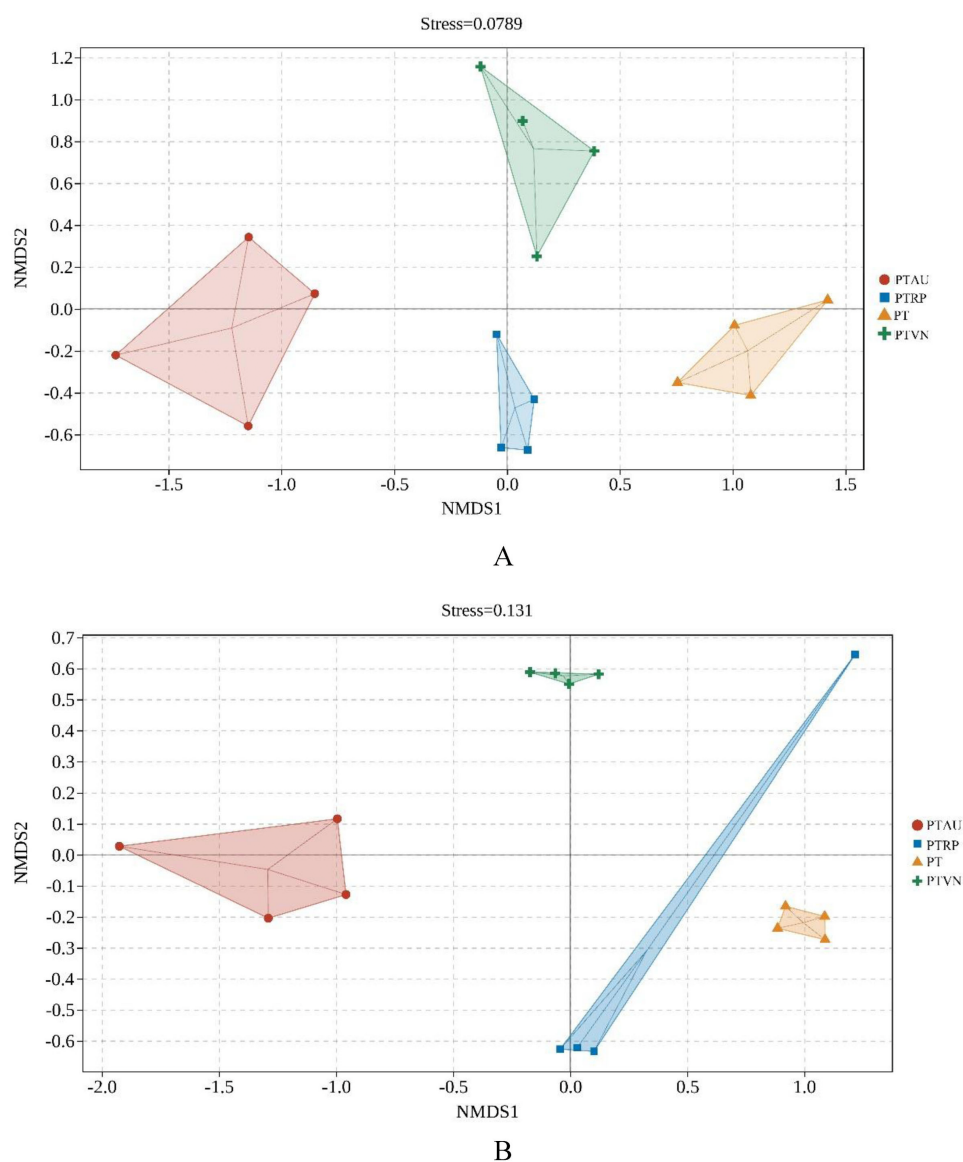 Stress=0.0789
1.2
1.0
0.8
0.6
0.4
0.2
0.0
-0.2
-0.4
-0.6
NMDS2
-1.5 -1.0 -0.5 0.0 0.5 1.0 1.5
NMDS1
PTAU
PTRP
PT
PTVN
A
Stress=0.131
0.7
0.6
0.5
0.4
0.3
0.2
0.1
0.0
-0.1
-0.2
-0.3
-0.4
-0.5
-0.6
NMDS2
-2.0 -1.5 -1.0 -0.5 0.0 0.5 1.0
NMDS1
PTAU
PTRP
PT
PTVN
B